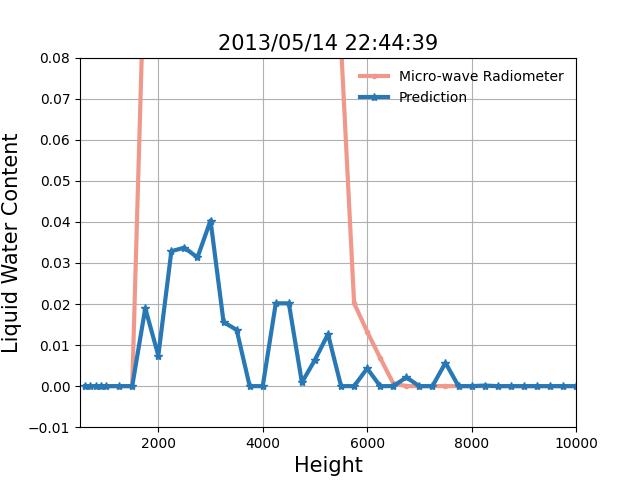 2013/05/14 22:44:39
Micro-wave Radiometer
Prediction
Liquid Water Content
0.08
0.07
0.06
0.05
0.04
0.03
0.02
0.01
0.00
−0.01
2000 4000 6000 8000 10000
Height